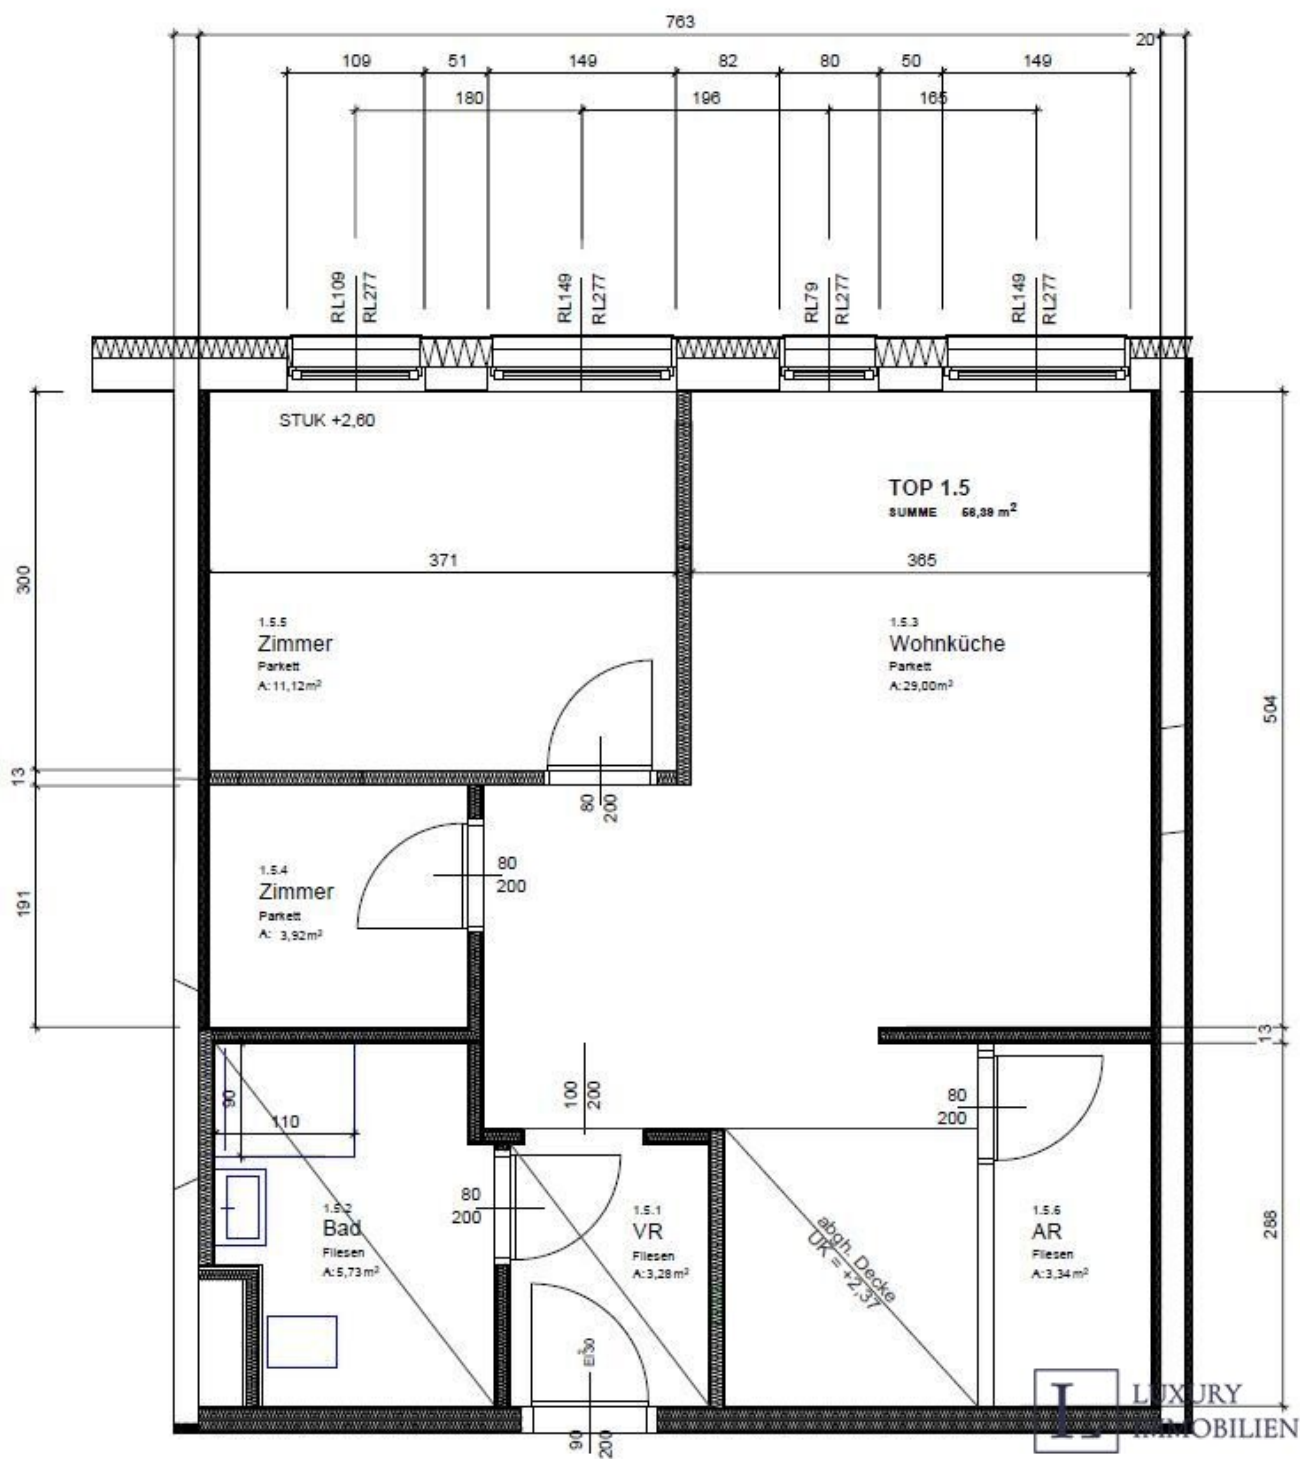 763
20
109 51 149 82 80 50 149
180 196 165
RL109
RL277
RL149
RL277
RL79
RL277
RL149
RL277
STUK +2,60
TOP 1.5
SUMME 56,39 m²
371 365
300
1.5.5
Zimmer
Parkett
A: 11,12m²
1.5.3
Wohnküche
Parkett
A: 29,00m²
504
13
80
200
1.5.4
Zimmer
Parkett
A: 3,92m²
80
200
191
13
90
110
100
200
80
200
80
200
1.5.2
Bad
Fliesen
A: 5,73m²
1.5.1
VR
Fliesen
A: 3,28m²
abgh. Decke
UK = +2,37
1.5.6
AR
Fliesen
A: 3,34m²
288
EI²30
90
200
L
LUXURY
IMMOBILIEN